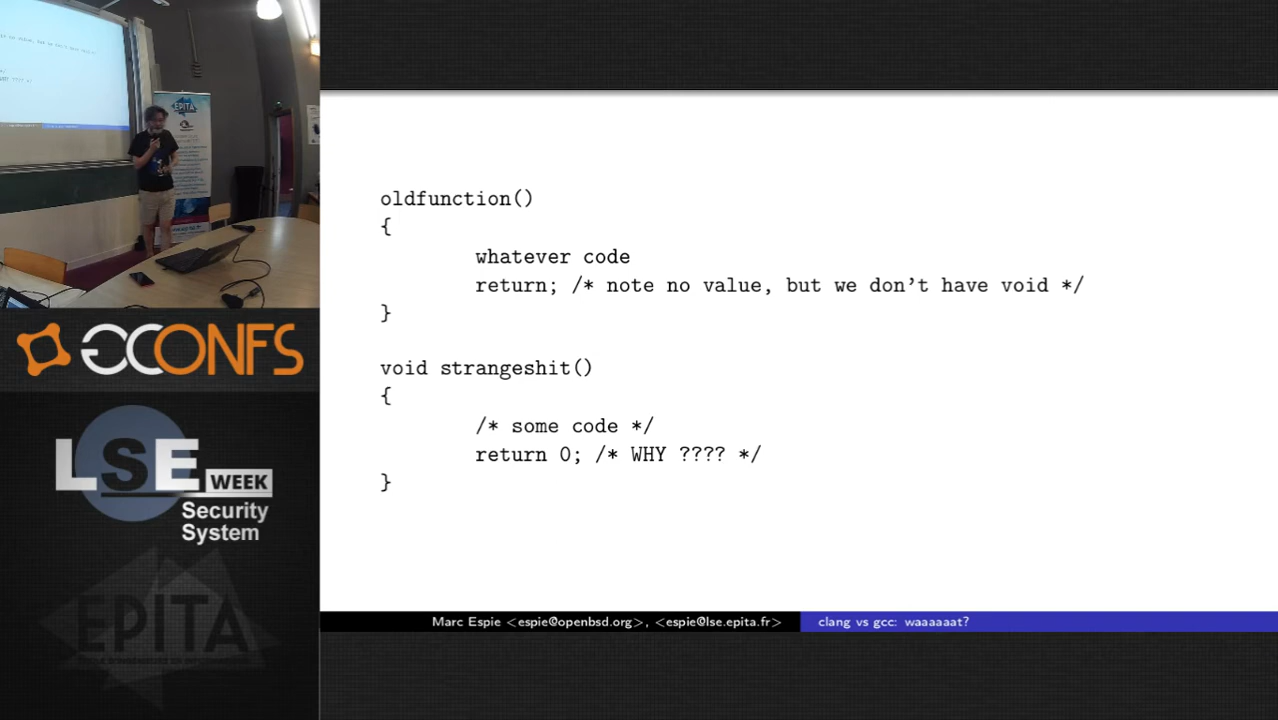 EPITA
oldfunction()
{
whatever code
return; /* note no value, but we don't have void */
}
void strangeshit()
{
/* some code */
return 0; /* WHY ???? */
}
CONFS
LSE WEEK
Security
System
EPITA
Marc Espie <espie@openbsd.org>, <espie@lse.epita.fr>
clang vs gcc: waaaaaat?